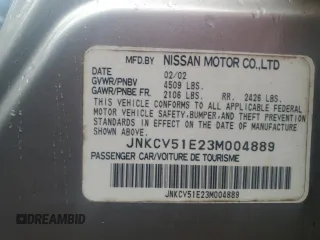 MFD.BY NISSAN MOTOR CO.,LTD
DATE 02/02
GVWR/PNBV 4509 LBS.
GAWR/PNBE FR. 2106 LBS. RR. 2426 LBS.
THIS VEHICLE CONFORMS TO ALL APPLICABLE FEDERAL
MOTOR VEHICLE SAFETY, BUMPER, AND THEFT PREVENTION
STANDARDS IN EFFECT ON THE DATE OF
MANUFACTURE SHOWN ABOVE.
JNKCV51E23M004889
PASSENGER CAR/VOITURE DE TOURISME
JNKCV51E23M004889
DREAMBID